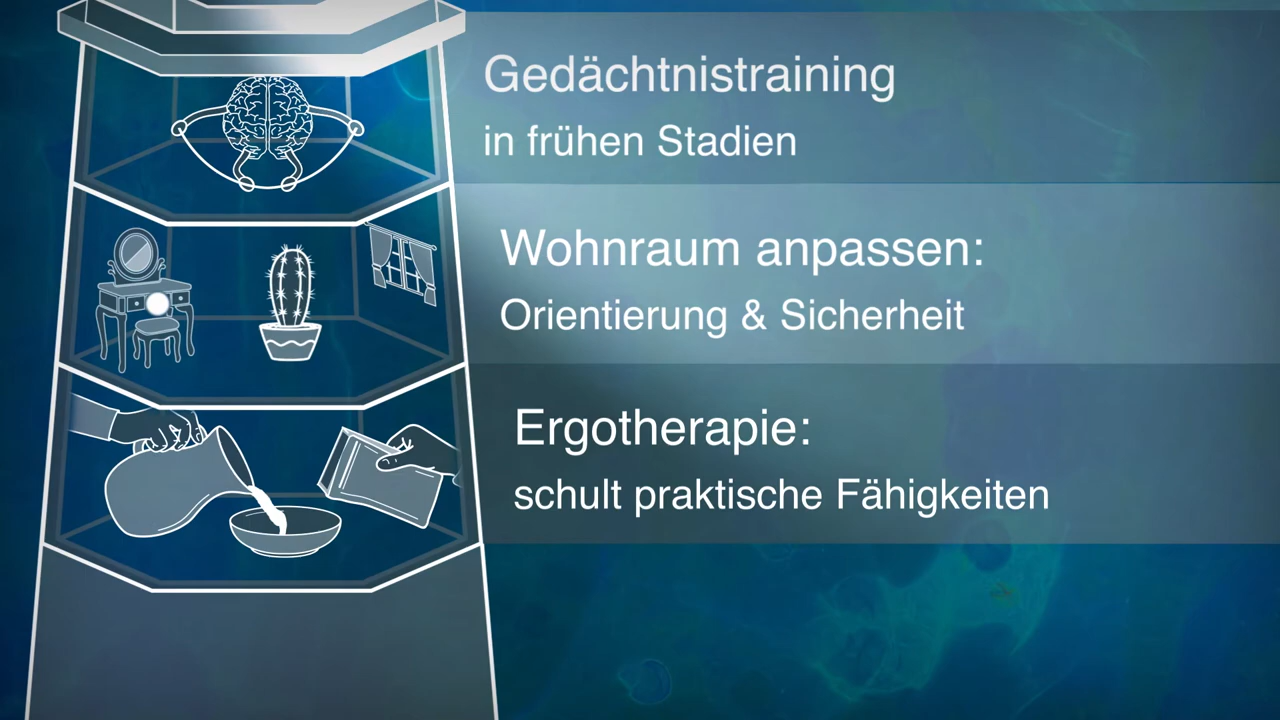 Gedächtnistraining
in frühen Stadien
Wohnraum anpassen:
Orientierung & Sicherheit
Ergotherapie:
schult praktische Fähigkeiten